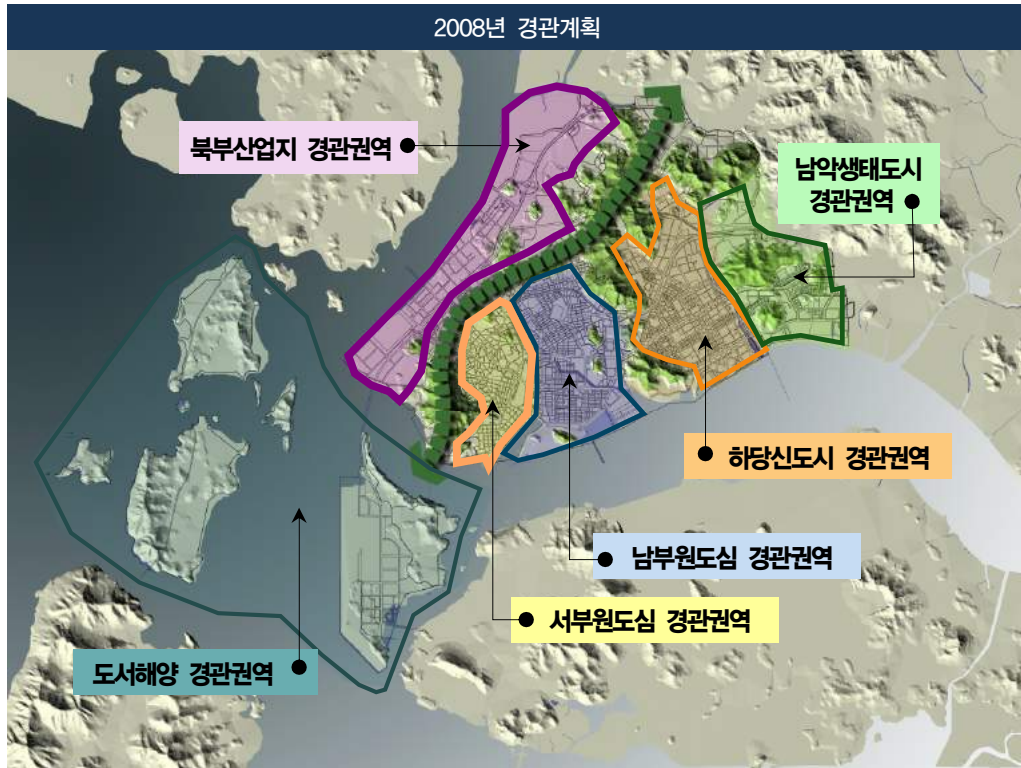 2008년 경관계획
북부산업지 경관권역
남악생태도시
경관권역
하당신도시 경관권역
남부원도심 경관권역
서부원도심 경관권역
도서해양 경관권역